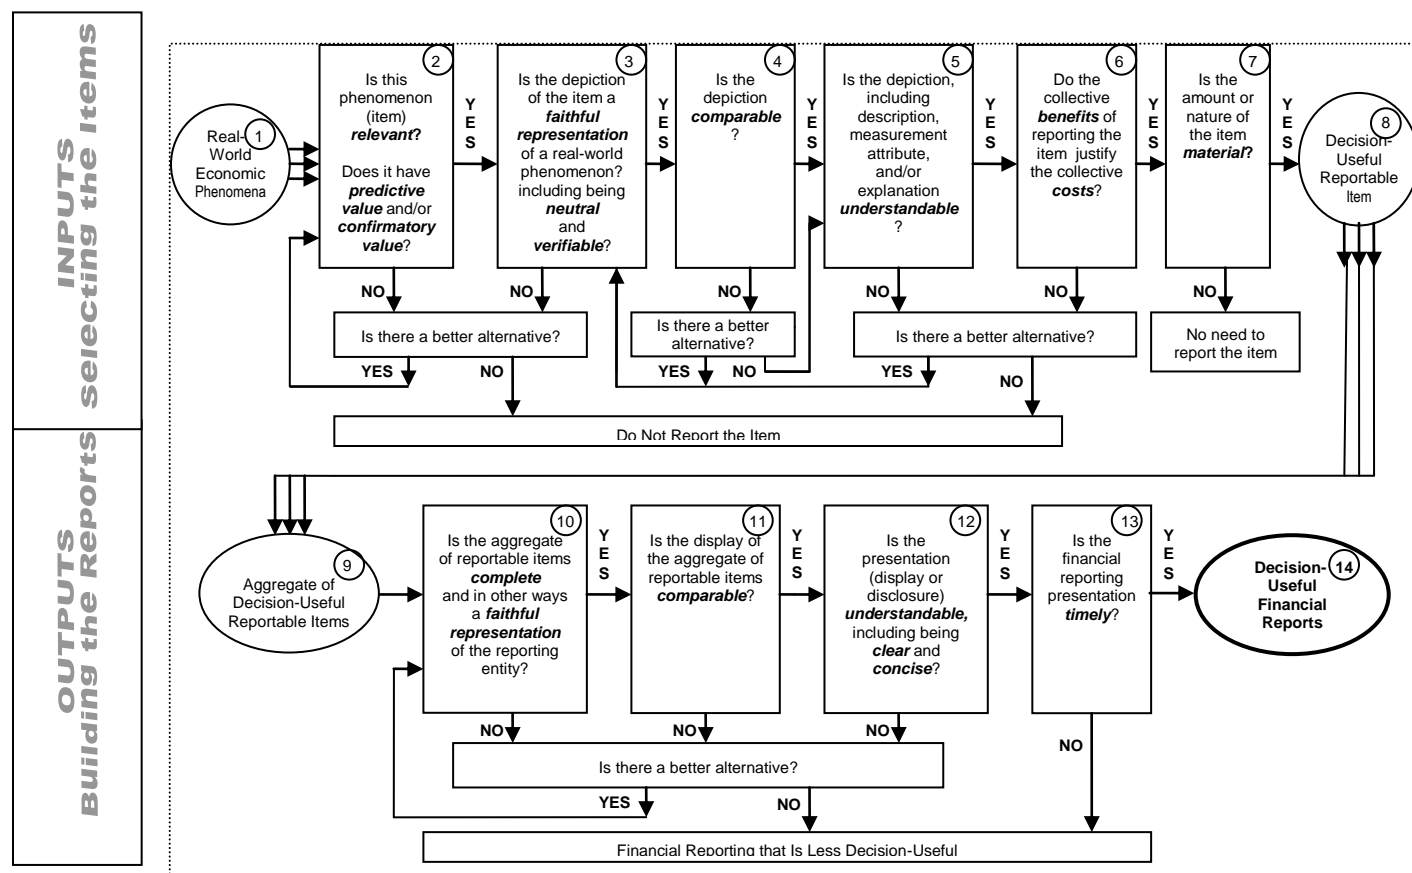 INPUTS
selecting the Items
OUTPUTS
Building the Reports
1
Real-
World
Economic
Phenomena
2
Is this
phenomenon
(item)
relevant?
Does it have
predictive
value and/or
confirmatory
value?
YES
NO
3
Is the depiction
of the item a
faithful
representation
of a real-world
phenomenon?
including being
neutral
and
verifiable?
YES
NO
4
Is the
depiction
comparable
?
YES
NO
5
Is the depiction,
including
description,
measurement
attribute,
and/or
explanation
understandable
?
YES
NO
6
Do the
collective
benefits of
reporting the
item justify
the collective
costs?
YES
NO
7
Is the
amount or
nature of
the item
material?
YES
NO
8
Decision-
Useful
Reportable
Item
Is there a better alternative?
YES
NO
Is there a better
alternative?
YES
NO
Is there a better alternative?
YES
NO
No need to
report the item
Do Not Report the Item
9
Aggregate of
Decision-Useful
Reportable Items
10
Is the aggregate
of reportable items
complete
and in other ways
a faithful
representation
of the reporting
entity?
YES
NO
11
Is the display of
the aggregate of
reportable items
comparable?
YES
NO
12
Is the
presentation
(display or
disclosure)
understandable,
including being
clear and
concise?
YES
NO
13
Is the
financial
reporting
presentation
timely?
YES
NO
14
Decision-
Useful
Financial
Reports
Is there a better alternative?
YES
NO
Financial Reporting that Is Less Decision-Useful